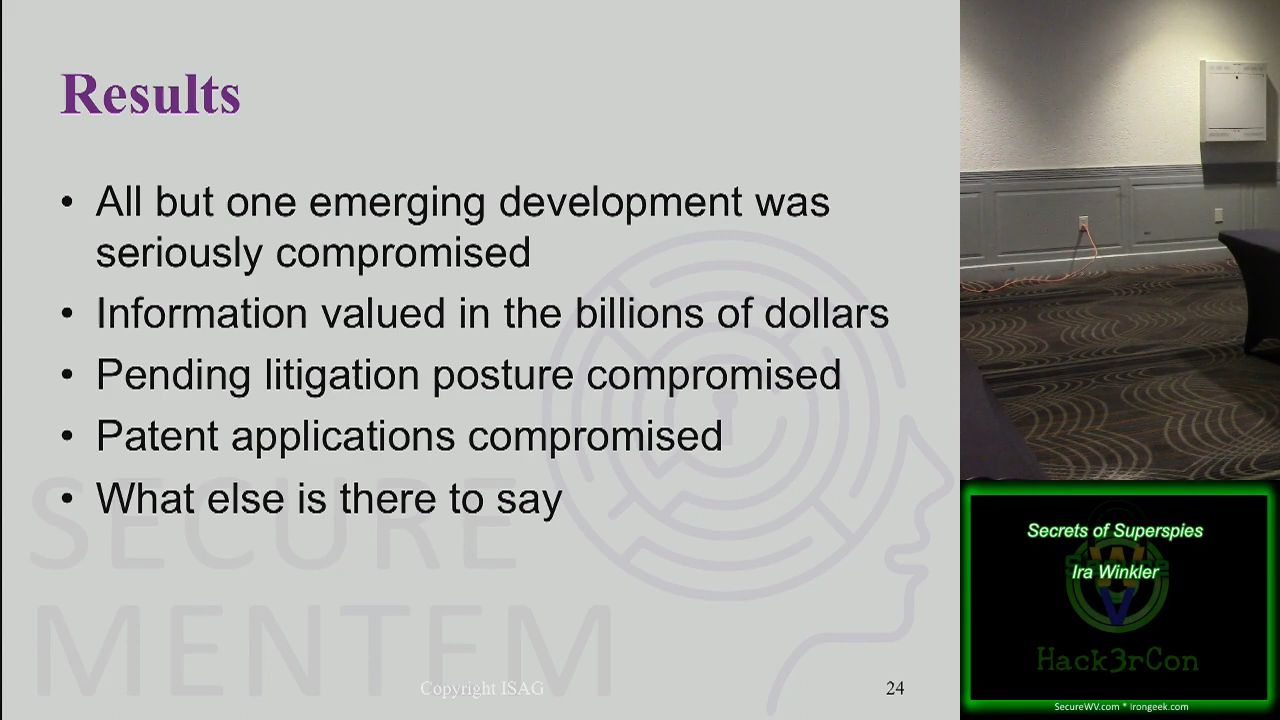 Results
• All but one emerging development was
seriously compromised
• Information valued in the billions of dollars
• Pending litigation posture compromised
• Patent applications compromised
• What else is there to say
SECURE
MENTEM
Copyright ISAG
24
Secrets of Superspies
Ira Winkler
W
V
Hack3rCon
SecureWV.com * Irongeek.com